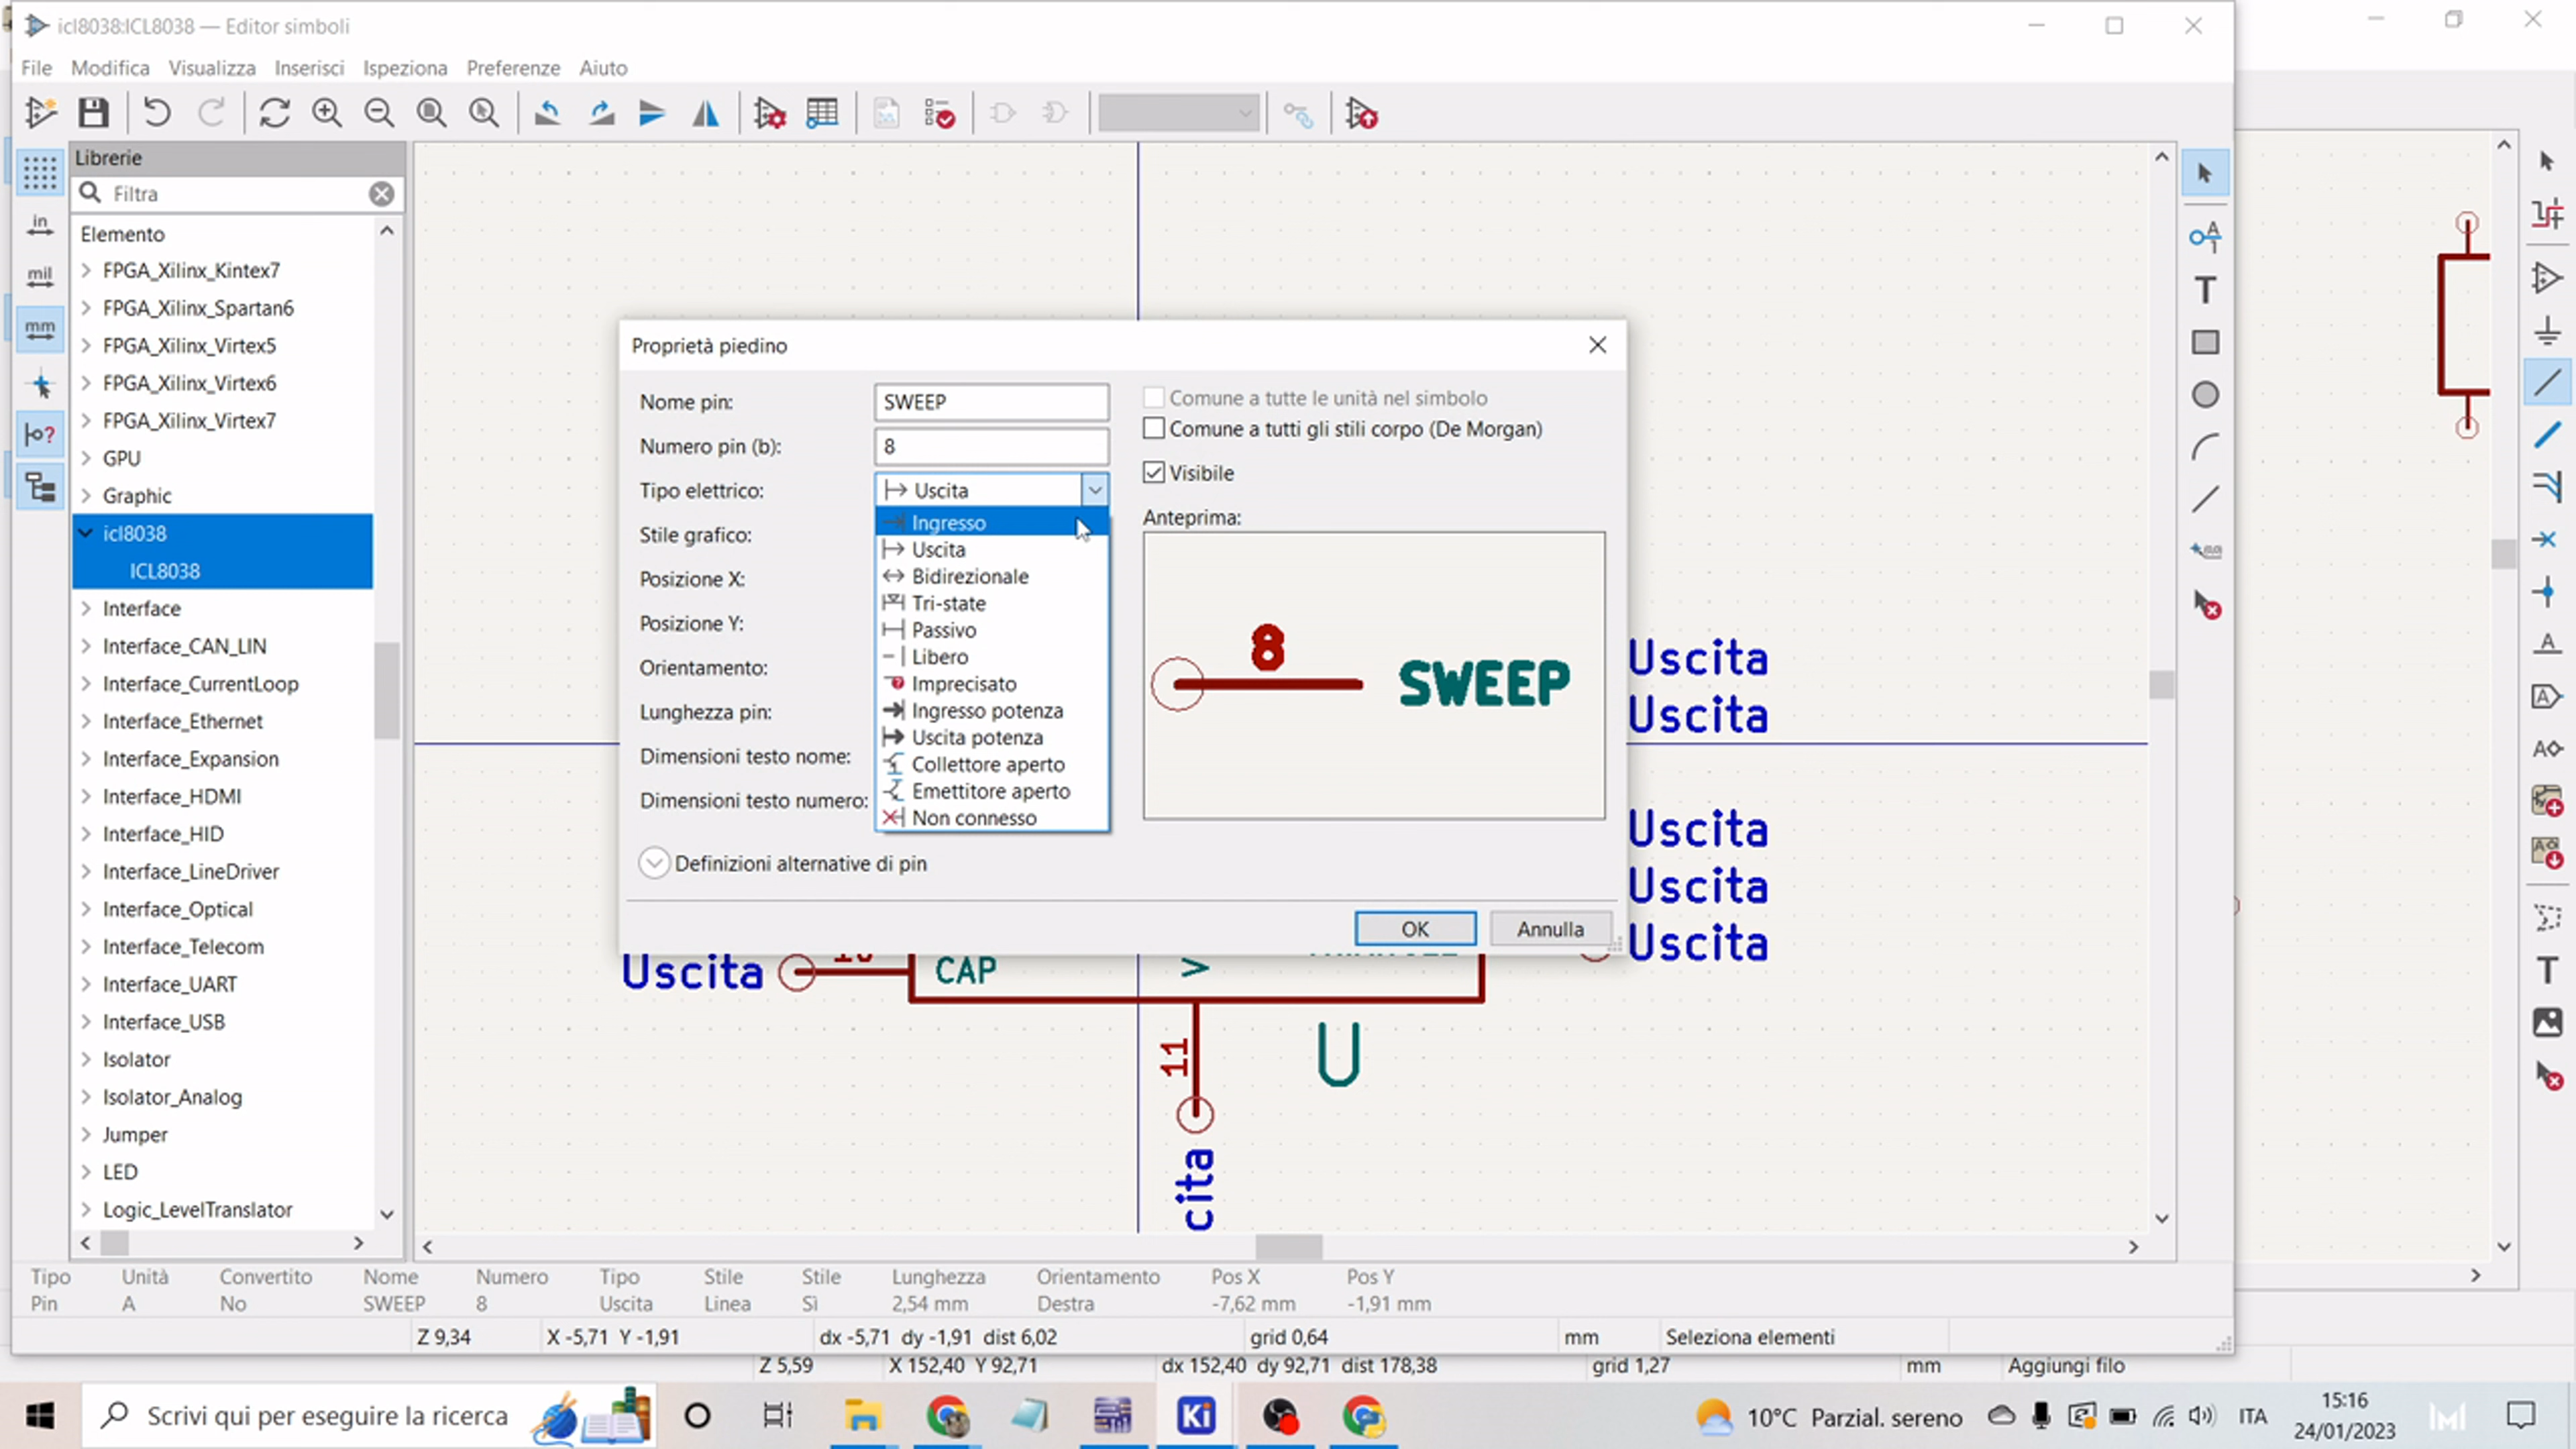 icl8038:ICL8038 — Editor simboli
File Modifica Visualizza Inserisci Ispeziona Preferenze Aiuto
Librerie
Filtra
in
mil
mm
Elemento
FPGA_Xilinx_Kintex7
FPGA_Xilinx_Spartan6
FPGA_Xilinx_Virtex5
FPGA_Xilinx_Virtex6
FPGA_Xilinx_Virtex7
GPU
Graphic
icl8038
ICL8038
Interface
Interface_CAN_LIN
Interface_CurrentLoop
Interface_Ethernet
Interface_Expansion
Interface_HDMI
Interface_HID
Interface_LineDriver
Interface_Optical
Interface_Telecom
Interface_UART
Interface_USB
Isolator
Isolator_Analog
Jumper
LED
Logic_LevelTranslator
Proprietà piedino
Nome pin: SWEEP
Numero pin (b): 8
Tipo elettrico: Uscita
Stile grafico:
Posizione X:
Posizione Y:
Orientamento:
Lunghezza pin:
Dimensioni testo nome:
Dimensioni testo numero:
Ingresso
Uscita
Bidirezionale
Tri-state
Passivo
Libero
Imprecisato
Ingresso potenza
Uscita potenza
Collettore aperto
Emettitore aperto
Non connesso
Definizioni alternative di pin
Comune a tutte le unità nel simbolo
Comune a tutti gli stili corpo (De Morgan)
Visibile
Anteprima:
8
SWEEP
OK Annulla
Uscita
Uscita
Uscita
Uscita
Uscita
Uscita
CAP
V
11
U
cita
Tipo Unità Convertito Nome Numero Tipo Stile Stile Lunghezza Orientamento Pos X Pos Y
Pin A No SWEEP 8 Uscita Linea Sì 2,54 mm Destra -7,62 mm -1,91 mm
Z 9,34 X -5,71 Y -1,91 dx -5,71 dy -1,91 dist 6,02 grid 0,64 mm Seleziona elementi
Z 5,59 X 152,40 Y 92,71 dx 152,40 dy 92,71 dist 178,38 grid 1,27 mm Aggiungi filo
Scrivi qui per eseguire la ricerca
Ki
10°C Parzial. sereno
ITA
15:16
24/01/2023